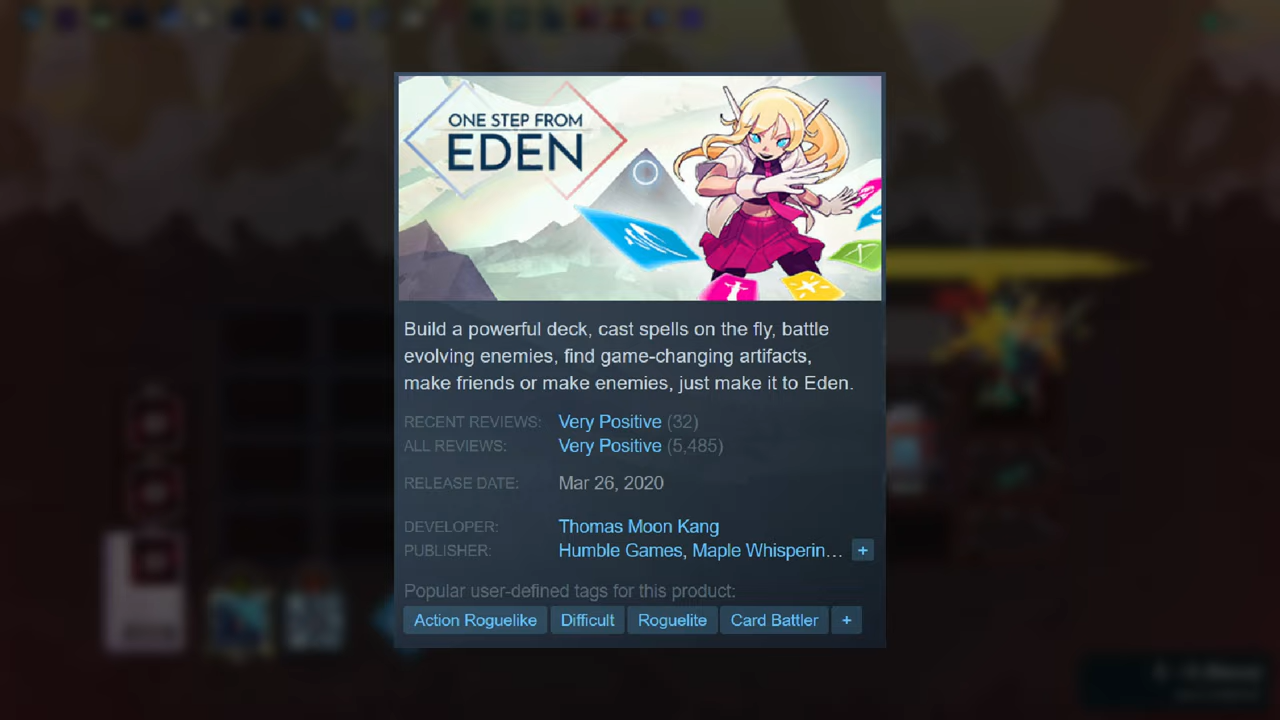 ONE STEP FROM
EDEN
Build a powerful deck, cast spells on the fly, battle
evolving enemies, find game-changing artifacts,
make friends or make enemies, just make it to Eden.
RECENT REVIEWS: Very Positive (32)
ALL REVIEWS: Very Positive (5,485)
RELEASE DATE: Mar 26, 2020
DEVELOPER: Thomas Moon Kang
PUBLISHER: Humble Games, Maple Whisperin... +
Popular user-defined tags for this product:
Action Roguelike Difficult Roguelite Card Battler +